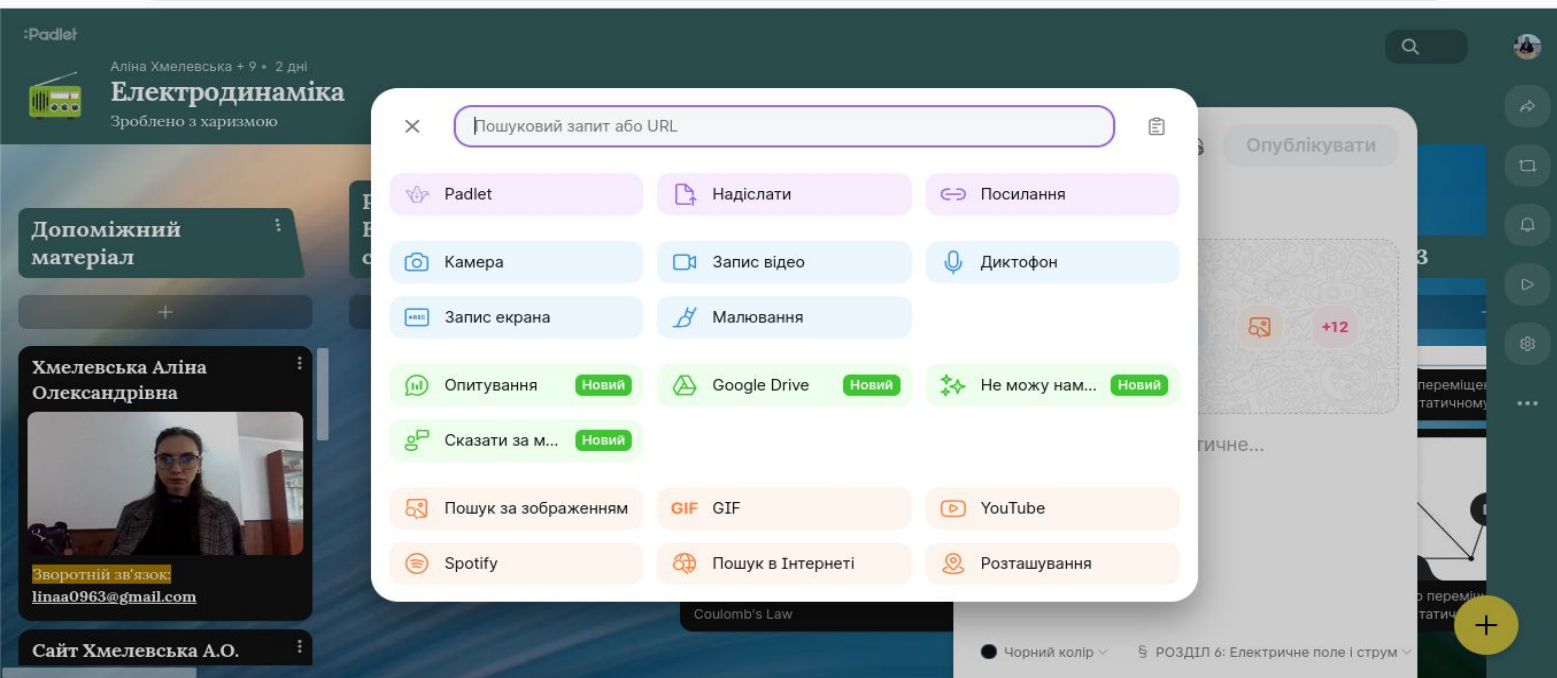 :Padlet
Аліна Хмелевська + 9 • 2 дні
Електродинаміка
Зроблено з харизмою
Пошуковий запит або URL
Опублікувати
Padlet
Надіслати
Посилання
Камера
Запис відео
Диктофон
Запис екрана
Малювання
Опитування Новий
Google Drive Новий
Не можу нам... Новий
Сказати за м... Новий
Пошук за зображенням
GIF GIF
YouTube
Spotify
Пошук в Інтернеті
Розташування
Допоміжний
матеріал
Хмелевська Аліна
Олександрівна
Зворотній зв'язок:
linaa0963@gmail.com
Сайт Хмелевська А.О.
Coulomb's Law
+12
Чорний колір
§ РОЗДІЛ 6: Електричне поле і струм